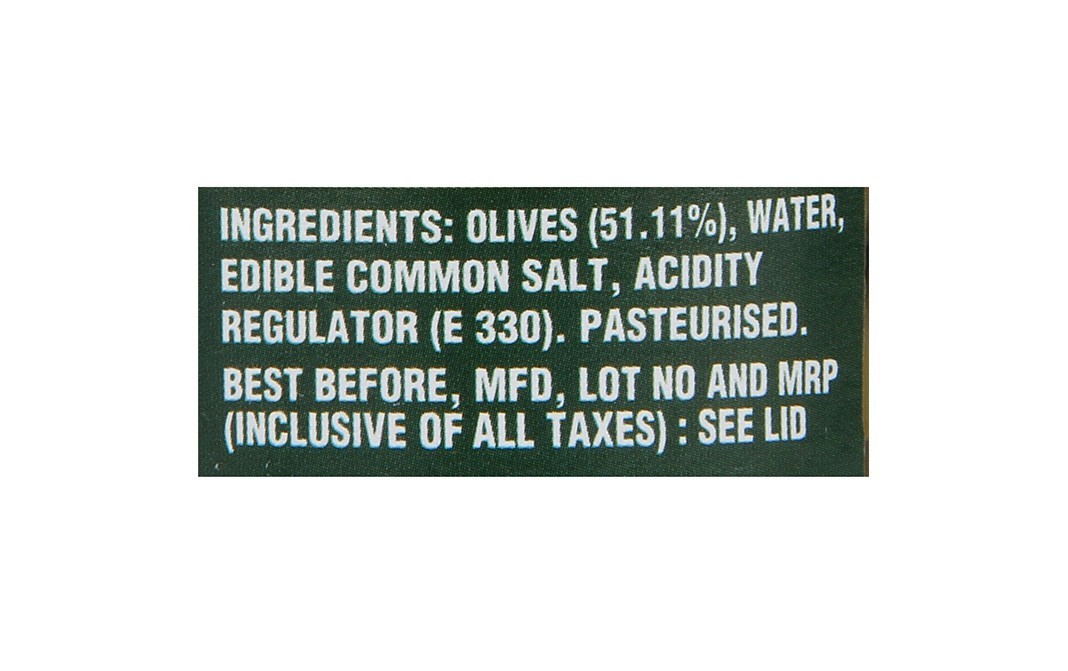 INGREDIENTS: OLIVES (51.11%), WATER,
EDIBLE COMMON SALT, ACIDITY
REGULATOR (E 330). PASTEURISED.
BEST BEFORE, MFD, LOT NO AND MRP
(INCLUSIVE OF ALL TAXES) : SEE LID